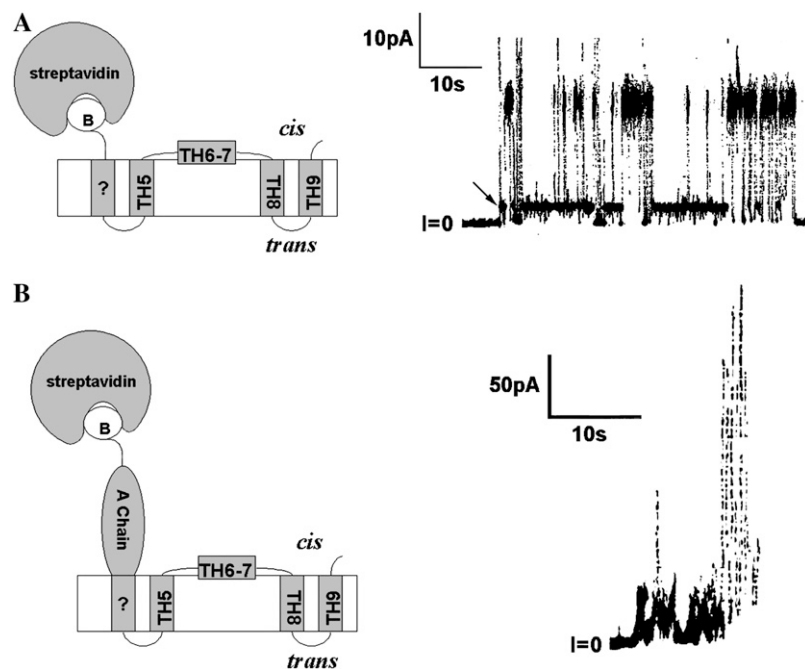 A
streptavidin
B
cis
TH6-7
?
TH5
TH8
TH9
trans
10pA
10s
I=0
B
streptavidin
B
A Chain
cis
TH6-7
?
TH5
TH8
TH9
trans
50pA
10s
I=0